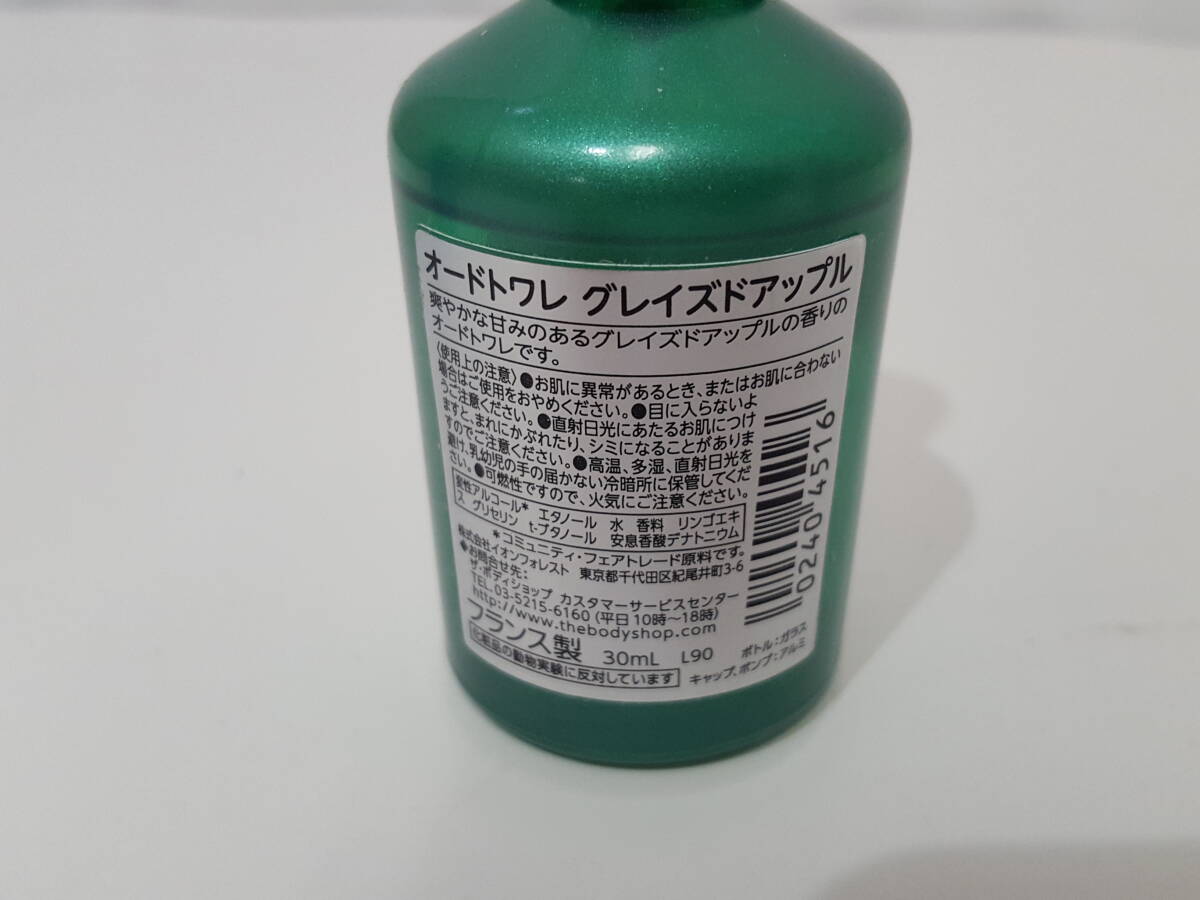 オードトワレ グレイズドアップル
爽やかな甘みのあるグレイズドアップルの香りの
オードトワレです。
〈使用上の注意〉●お肌に異常があるとき、またはお肌に合わない
場合はご使用をおやめください。●目に入らないよ
うご注意ください。●直射日光にあたるお肌につけ
ますと、まれにかぶれたり、シミになることがありま
すのでご注意ください。●高温、多湿、直射日光を
避け、乳幼児の手の届かない冷暗所に保管してくだ
さい。●可燃性ですので、火気にご注意ください。
変性アルコール* エタノール 水 香料 リンゴエキ
ス グリセリン t-ブタノール 安息香酸デナトニウム
*コミュニティ・フェアトレード原料です。
株式会社イオンフォレスト 東京都千代田区紀尾井町3-6
●お問合せ先:
ザ・ボディショップ カスタマーサービスセンター
TEL.03-5215-6160 (平日10時〜18時)
http://www.thebodyshop.com
フランス製 30mL L90
化粧品の動物実験に反対しています
ボトル:ガラス
キャップ、ポンプ:アルミ
02404516